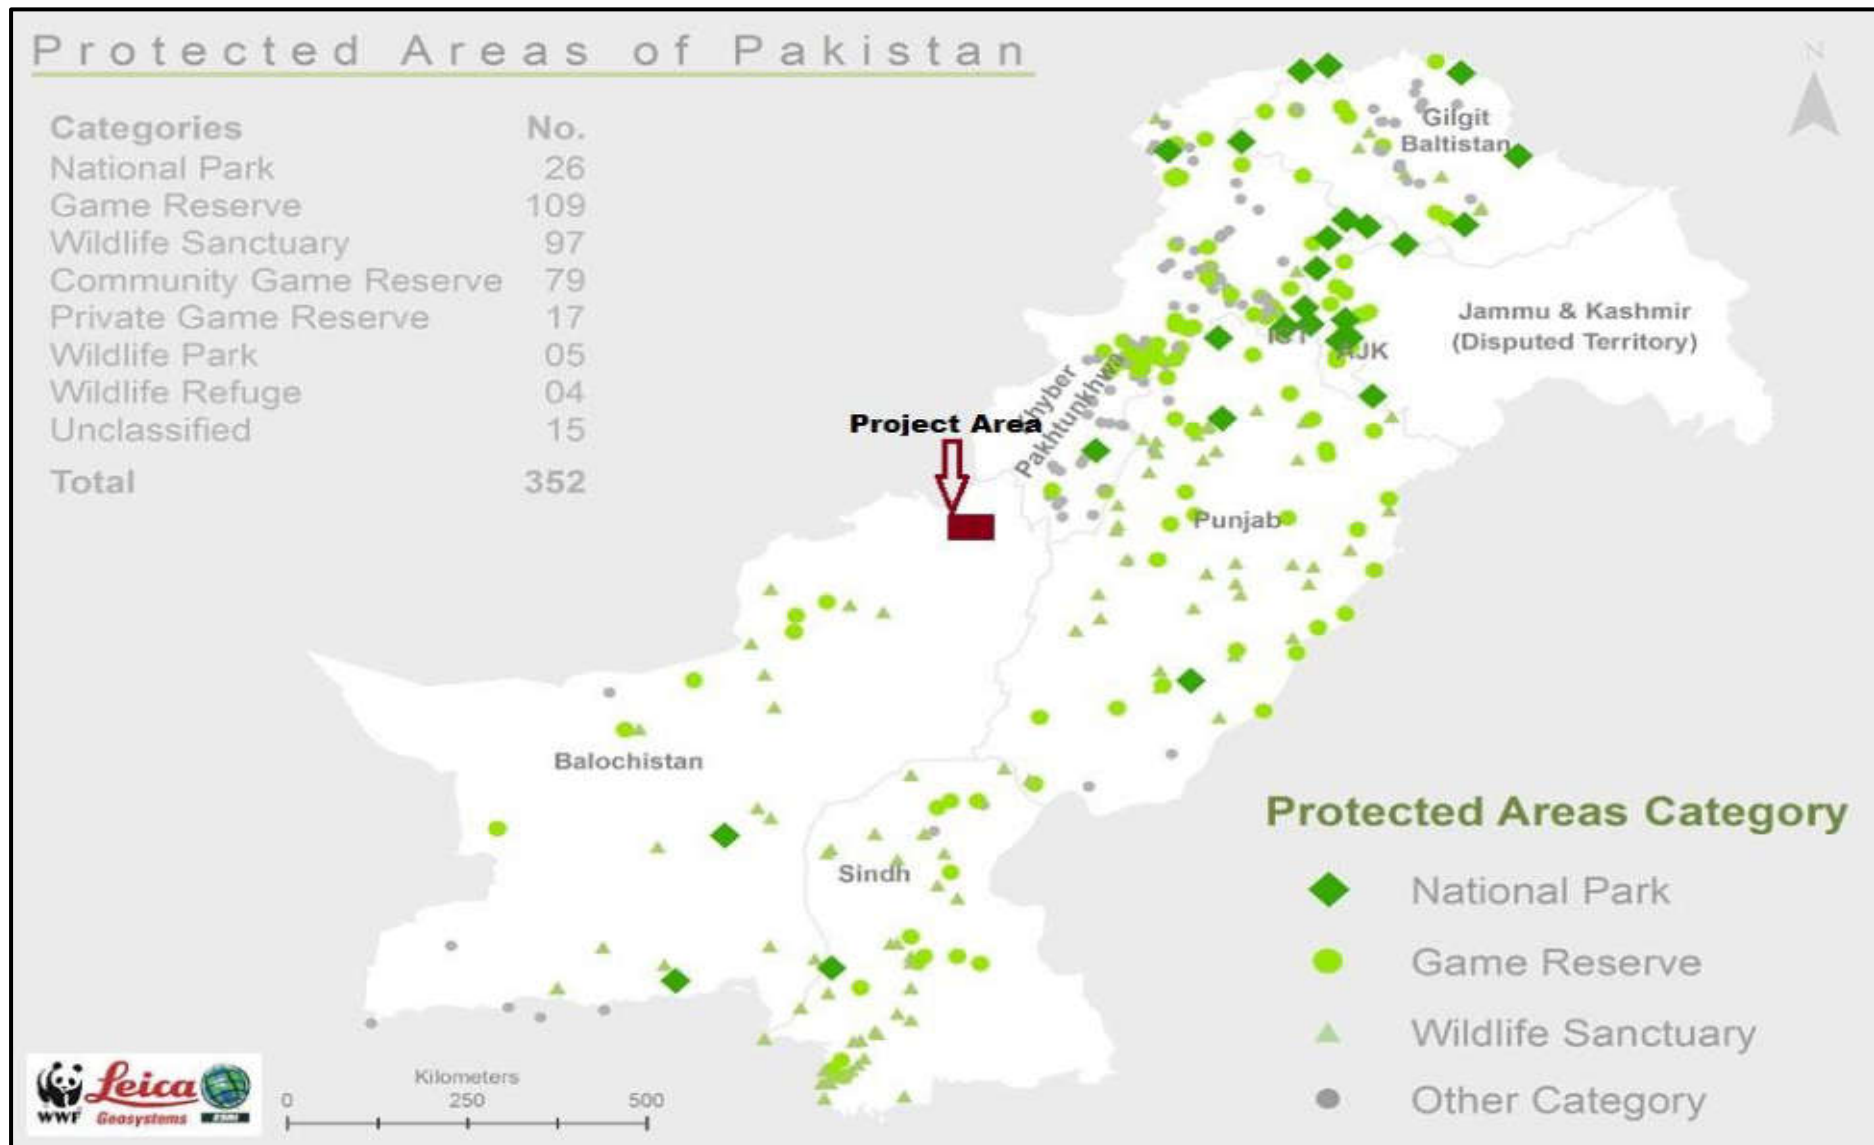 Protected Areas of Pakistan
Categories No.
National Park 26
Game Reserve 109
Wildlife Sanctuary 97
Community Game Reserve 79
Private Game Reserve 17
Wildlife Park 05
Wildlife Refuge 04
Unclassified 15
Total 352
N
Gilgit
Baltistan
Jammu & Kashmir
(Disputed Territory)
ICT
AJK
Khyber
Pakhtunkhwa
Project Area
Punjab
Balochistan
Sindh
Protected Areas Category
National Park
Game Reserve
Wildlife Sanctuary
Other Category
WWF
Leica
Geosystems
ESRI
Kilometers
0 250 500